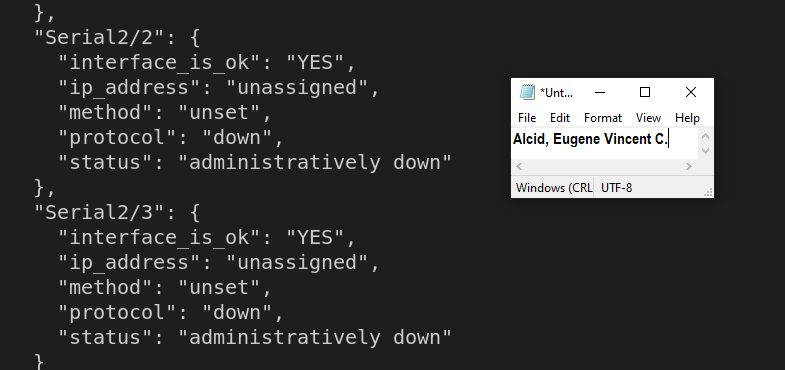 },
"Serial2/2": {
"interface_is_ok": "YES",
"ip_address": "unassigned",
"method": "unset",
"protocol": "down",
"status": "administratively down"
},
"Serial2/3": {
"interface_is_ok": "YES",
"ip_address": "unassigned",
"method": "unset",
"protocol": "down",
"status": "administratively down"
}
*Unt...
File Edit Format View Help
Alcid, Eugene Vincent C.
Windows (CRL UTF-8